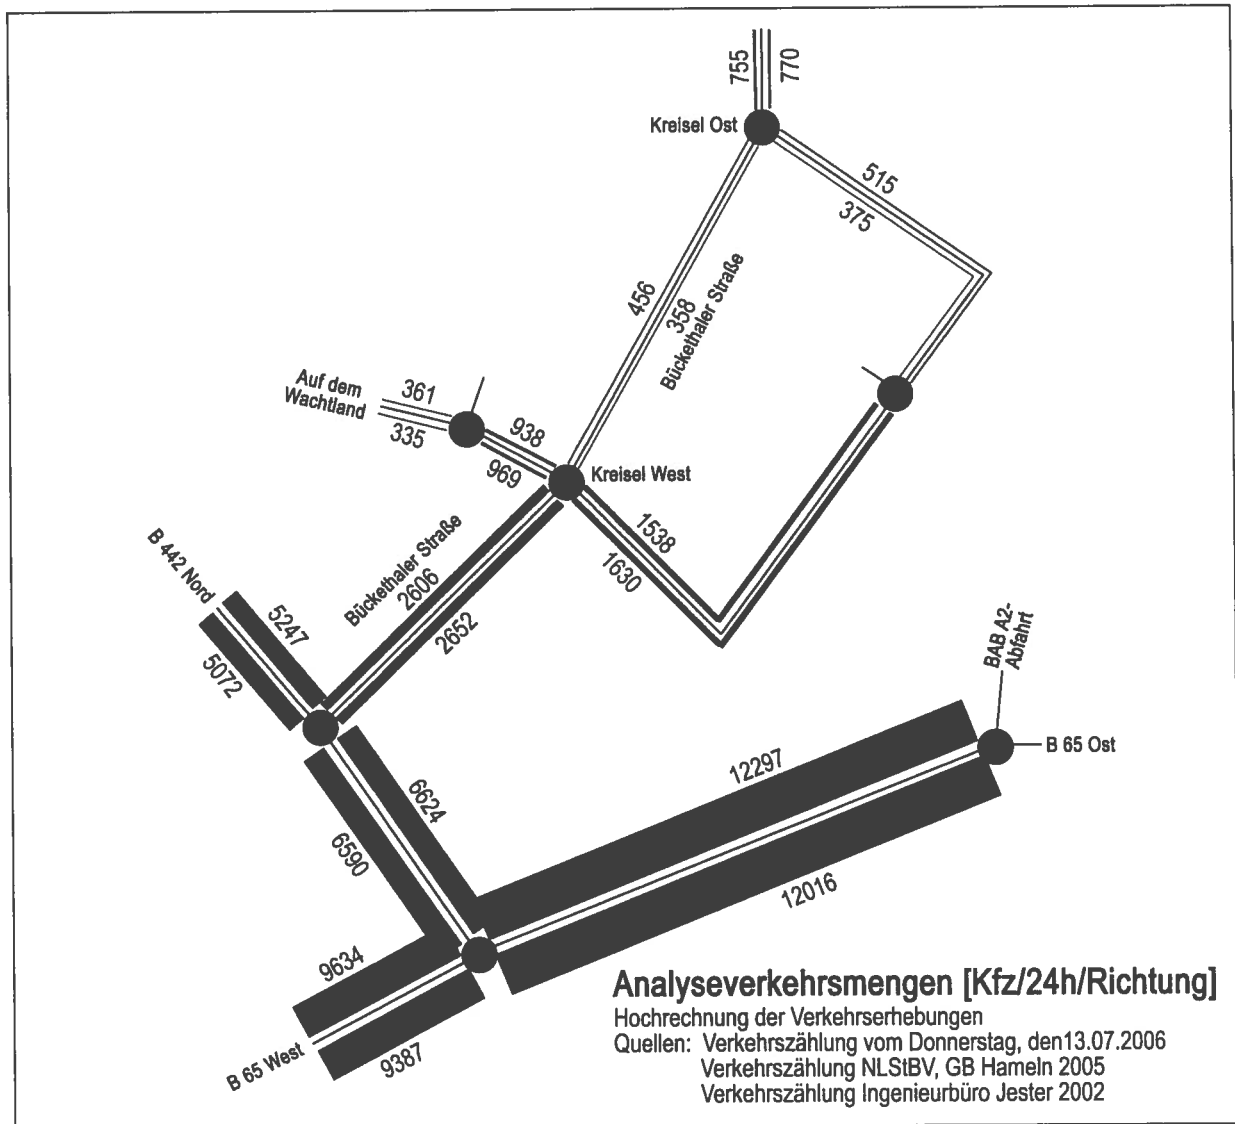 755
770
Kreisel Ost
515
375
456
358
Bückethaler Straße
Auf dem
Wachtland
361
335
938
969
Kreisel West
1538
1630
Bückethaler Straße
2606
2652
B 442 Nord
5247
5072
BAB A2-
Abfahrt
B 65 Ost
12297
12016
6624
6590
9634
9387
B 65 West
Analyseverkehrsmengen [Kfz/24h/Richtung]
Hochrechnung der Verkehrserhebungen
Quellen: Verkehrszählung vom Donnerstag, den13.07.2006
Verkehrszählung NLStBV, GB Hameln 2005
Verkehrszählung Ingenieurbüro Jester 2002